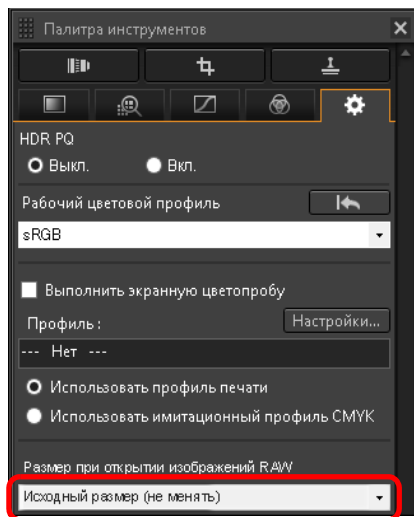 Палитра инструментов
HDR PQ
Выкл. Вкл.
Рабочий цветовой профиль
sRGB
Выполнить экранную цветопробу
Профиль: Настройки...
--- Нет ---
Использовать профиль печати
Использовать имитационный профиль CMYK
Размер при открытии изображений RAW
Исходный размер (не менять)